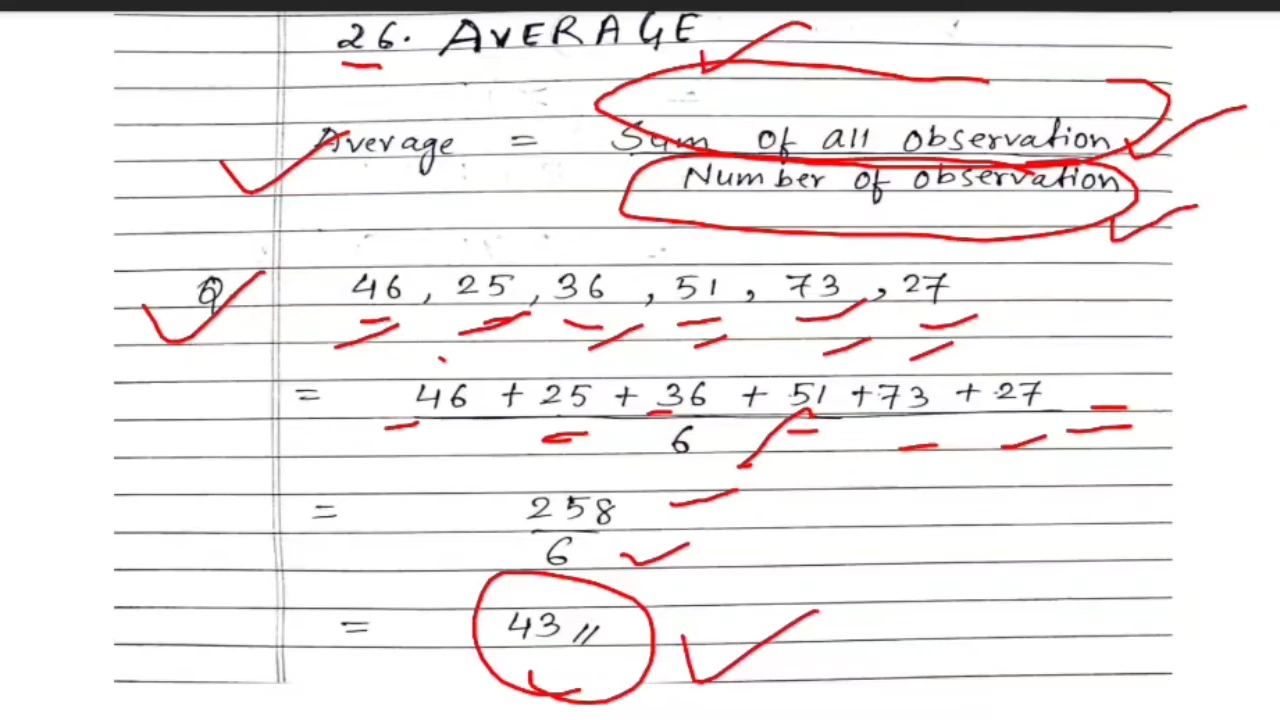 26. AVERAGE
Average = Sum of all observation
Number of observation
Q 46, 25, 36, 51, 73, 27
= 46 + 25 + 36 + 51 + 73 + 27
6
= 258
6
= 43 //